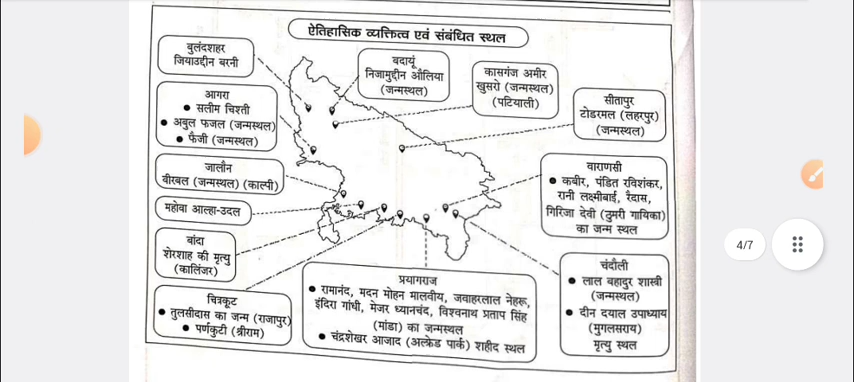 ऐतिहासिक व्यक्तित्व एवं संबंधित स्थल
बुलंदशहर
जियाउद्दीन बरनी
बदायूं
निजामुद्दीन औलिया
(जन्मस्थल)
कासगंज अमीर
खुसरो (जन्मस्थल)
(पटियाली)
सीतापुर
टोडरमल (लहरपुर)
(जन्मस्थल)
आगरा
● सलीम चिश्ती
● अबुल फजल (जन्मस्थल)
● फैजी (जन्मस्थल)
जालौन
बीरबल (जन्मस्थल) (काल्पी)
महोवा आल्हा-उदल
बांदा
शेरशाह की मृत्यु
(कालिंजर)
चित्रकूट
● तुलसीदास का जन्म (राजापुर)
● पर्णकुटी (श्रीराम)
प्रयागराज
● रामानंद, मदन मोहन मालवीय, जवाहरलाल नेहरू,
इंदिरा गांधी, मेजर ध्यानचंद, विश्वनाथ प्रताप सिंह
(मांडा) का जन्मस्थल
● चंद्रशेखर आजाद (अल्फ्रेड पार्क) शहीद स्थल
वाराणसी
● कबीर, पंडित रविशंकर,
रानी लक्ष्मीबाई, रैदास,
गिरिजा देवी (ठुमरी गायिका)
का जन्म स्थल
चंदौली
● लाल बहादुर शास्त्री
(जन्मस्थल)
● दीन दयाल उपाध्याय
(मुगलसराय)
मृत्यु स्थल
4/7